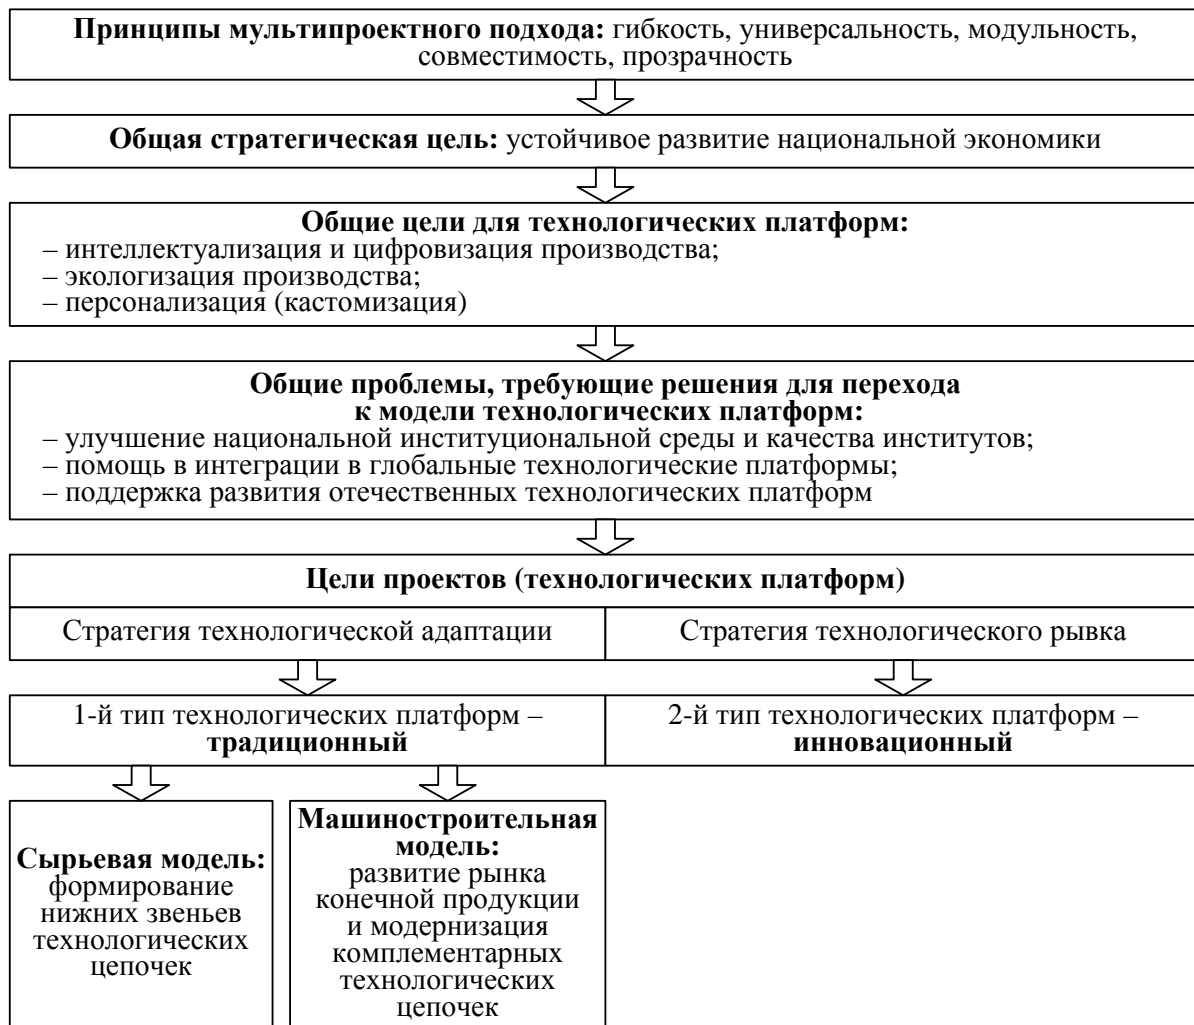 Принципы мультипроектного подхода: гибкость, универсальность, модульность,
совместимость, прозрачность
Общая стратегическая цель: устойчивое развитие национальной экономики
Общие цели для технологических платформ:
– интеллектуализация и цифровизация производства;
– экологизация производства;
– персонализация (кастомизация)
Общие проблемы, требующие решения для перехода
к модели технологических платформ:
– улучшение национальной институциональной среды и качества институтов;
– помощь в интеграции в глобальные технологические платформы;
– поддержка развития отечественных технологических платформ
Цели проектов (технологических платформ)
Стратегия технологической адаптации
Стратегия технологического рывка
1-й тип технологических платформ –
традиционный
2-й тип технологических платформ –
инновационный
Сырьевая модель:
формирование
нижних звеньев
технологических
цепочек
Машиностроительная
модель:
развитие рынка
конечной продукции
и модернизация
комплементарных
технологических
цепочек